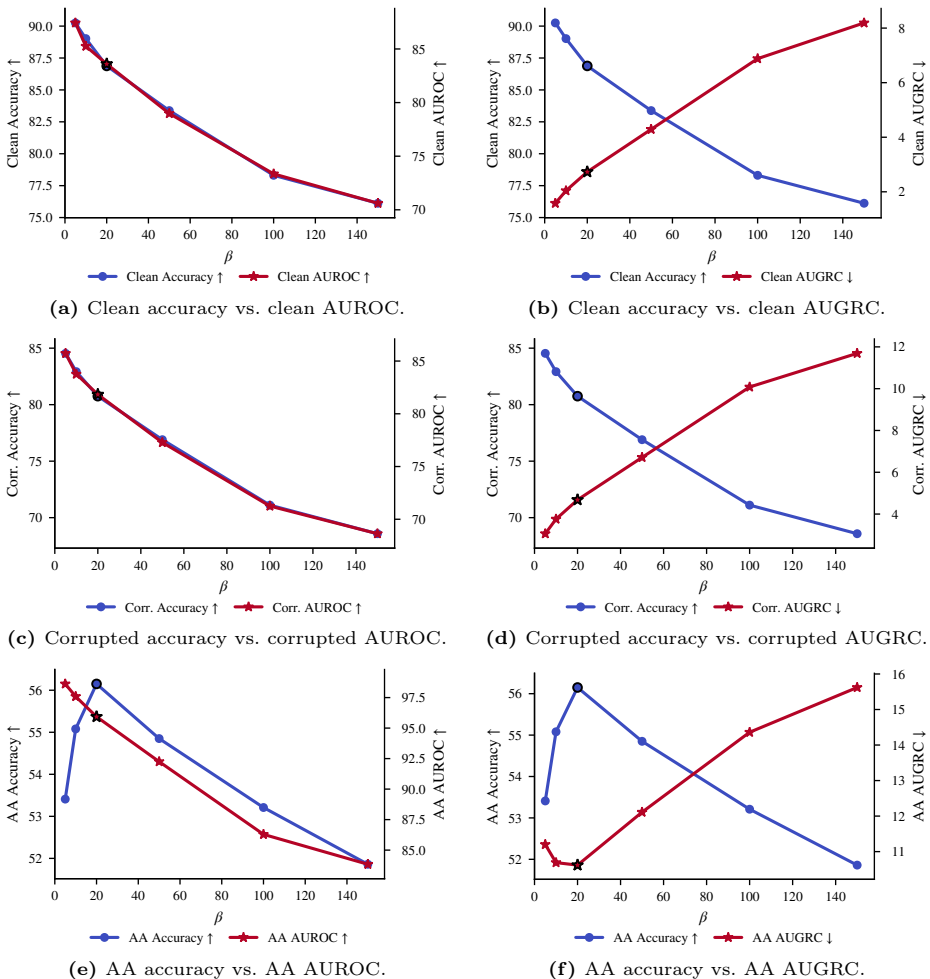 90.0
87.5
85.0
82.5
80.0
77.5
75.0
Clean Accuracy ↑
85
80
75
70
Clean AUROC ↑
0 20 40 60 80 100 120 140
β
Clean Accuracy ↑ Clean AUROC ↑
(a) Clean accuracy vs. clean AUROC.
90.0
87.5
85.0
82.5
80.0
77.5
75.0
Clean Accuracy ↑
8
6
4
2
Clean AUGRC ↓
0 20 40 60 80 100 120 140
β
Clean Accuracy ↑ Clean AUGRC ↓
(b) Clean accuracy vs. clean AUGRC.
85
80
75
70
Corr. Accuracy ↑
85
80
75
70
Corr. AUROC ↑
0 20 40 60 80 100 120 140
β
Corr. Accuracy ↑ Corr. AUROC ↑
(c) Corrupted accuracy vs. corrupted AUROC.
85
80
75
70
Corr. Accuracy ↑
12
10
8
6
4
Corr. AUGRC ↓
0 20 40 60 80 100 120 140
β
Corr. Accuracy ↑ Corr. AUGRC ↓
(d) Corrupted accuracy vs. corrupted AUGRC.
56
55
54
53
52
AA Accuracy ↑
97.5
95.0
92.5
90.0
87.5
85.0
AA AUROC ↑
0 20 40 60 80 100 120 140
β
AA Accuracy ↑ AA AUROC ↑
(e) AA accuracy vs. AA AUROC.
56
55
54
53
52
AA Accuracy ↑
16
15
14
13
12
11
AA AUGRC ↓
0 20 40 60 80 100 120 140
β
AA Accuracy ↑ AA AUGRC ↓
(f) AA accuracy vs. AA AUGRC.